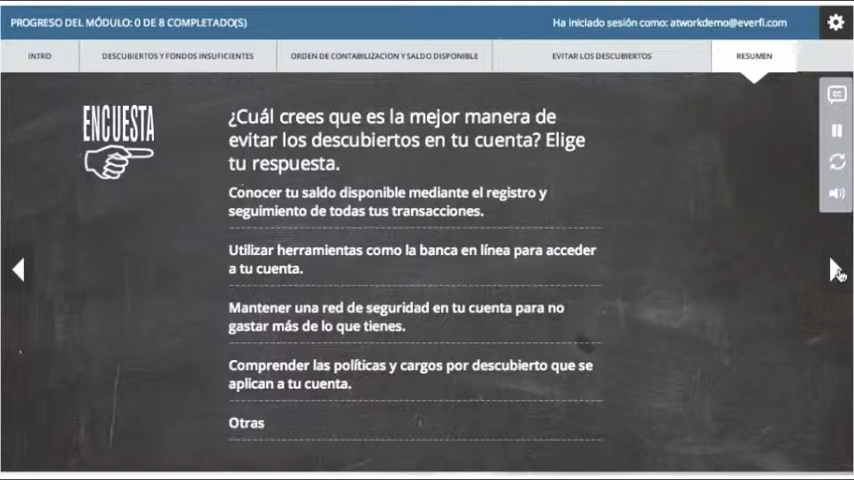 PROGRESO DEL MÓDULO: 0 DE 8 COMPLETADO(S)
Ha iniciado sesión como: atworkdemo@everfi.com
INTRO
DESCUBIERTOS Y FONDOS INSUFICIENTES
ORDEN DE CONTABILIZACION Y SALDO DISPONIBLE
EVITAR LOS DESCUBIERTOS
RESUMEN
ENCUESTA
¿Cuál crees que es la mejor manera de
evitar los descubiertos en tu cuenta? Elige
tu respuesta.
Conocer tu saldo disponible mediante el registro y
seguimiento de todas tus transacciones.
Utilizar herramientas como la banca en línea para acceder
a tu cuenta.
Mantener una red de seguridad en tu cuenta para no
gastar más de lo que tienes.
Comprender las políticas y cargos por descubierto que se
aplican a tu cuenta.
Otras
CC